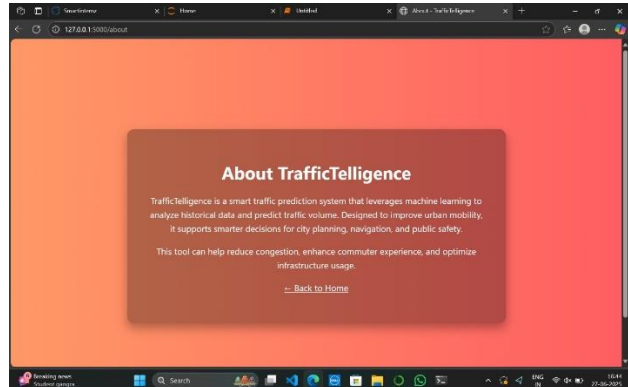 Smartinternz
Home
Untitled
About - TrafficTelligence
127.0.0.1:5000/about
About TrafficTelligence
TrafficTelligence is a smart traffic prediction system that leverages machine learning to
analyze historical data and predict traffic volume. Designed to improve urban mobility,
it supports smarter decisions for city planning, navigation, and public safety.
This tool can help reduce congestion, enhance commuter experience, and optimize
infrastructure usage.
← Back to Home
Breaking news
Student gangra
Search
ENG
IN
16:44
27-06-2025